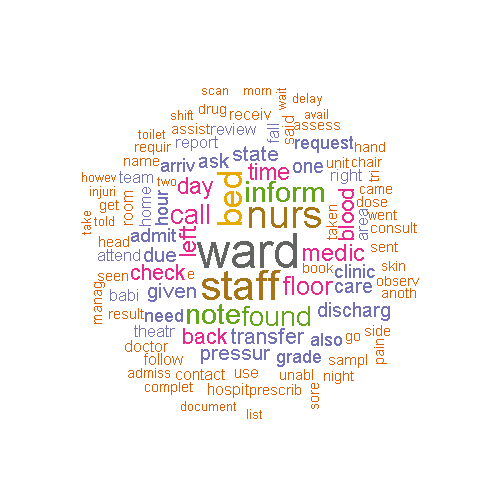 scan morn wait delay
shift drug receiv said avail
toilet assist review fall assess
requir report state request hand
name arriv ask time one unit chair
howev team two day bed inform right tri
injuri home hour call nurs blood came
get room left taken area dose
take told admit ward medic went
head due consult
attend check staff floor book clinic sent
seen e care skin
manag babi given observ
result need note found discharg anoth
theatr back transfer also go side
doctor pressur grade sampl pain
follow contact use unabl night
admiss hospit prescrib sore
complet
document list